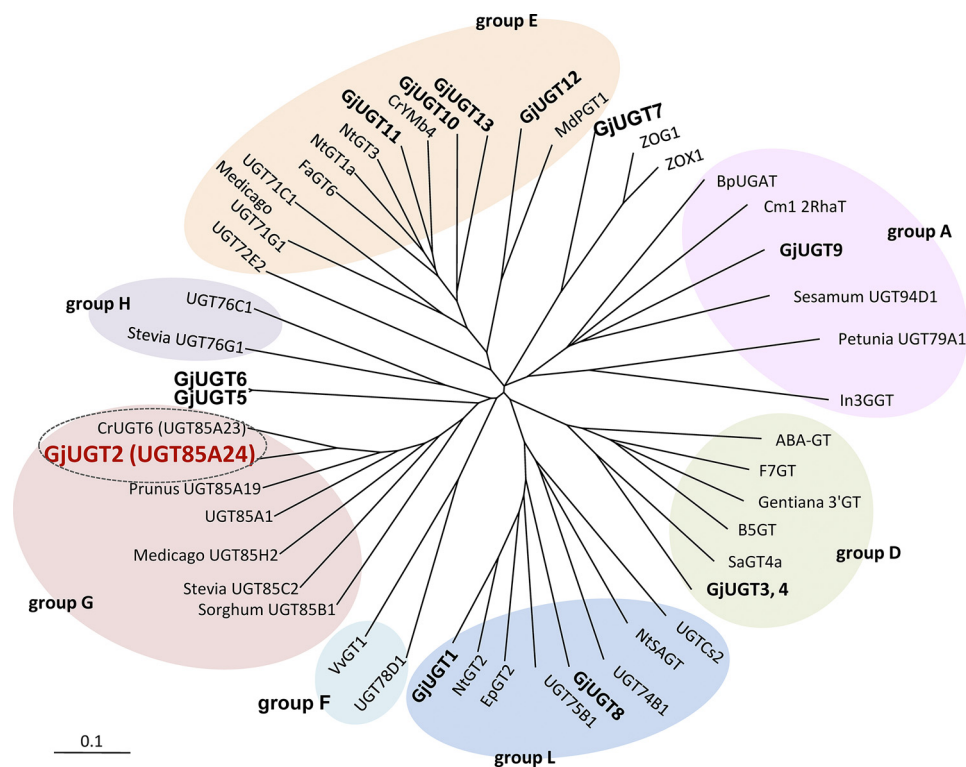 group E
GjUGT12
GjUGT13
GjUGT10
CrYMb4
GjUGT11
MdPGT1
GjUGT7
NtGT3
NtGT1a
FaGT6
ZOG1
ZOX1
UGT71C1
Medicago
UGT71G1
UGT72E2
BpUGAT
Cm1 2RhaT
group A
GjUGT9
Sesamum UGT94D1
Petunia UGT79A1
In3GGT
group H
UGT76C1
Stevia UGT76G1
GjUGT6
GjUGT5
CrUGT6 (UGT85A23)
GjUGT2 (UGT85A24)
Prunus UGT85A19
UGT85A1
Medicago UGT85H2
Stevia UGT85C2
Sorghum UGT85B1
group G
ABA-GT
F7GT
Gentiana 3'GT
B5GT
SaGT4a
GjUGT3, 4
group D
VvGT1
UGT78D1
group F
GjUGT1
NtGT2
EpGT2
UGT75B1
GjUGT8
UGT74B1
NtSAGT
UGTCs2
group L
0.1